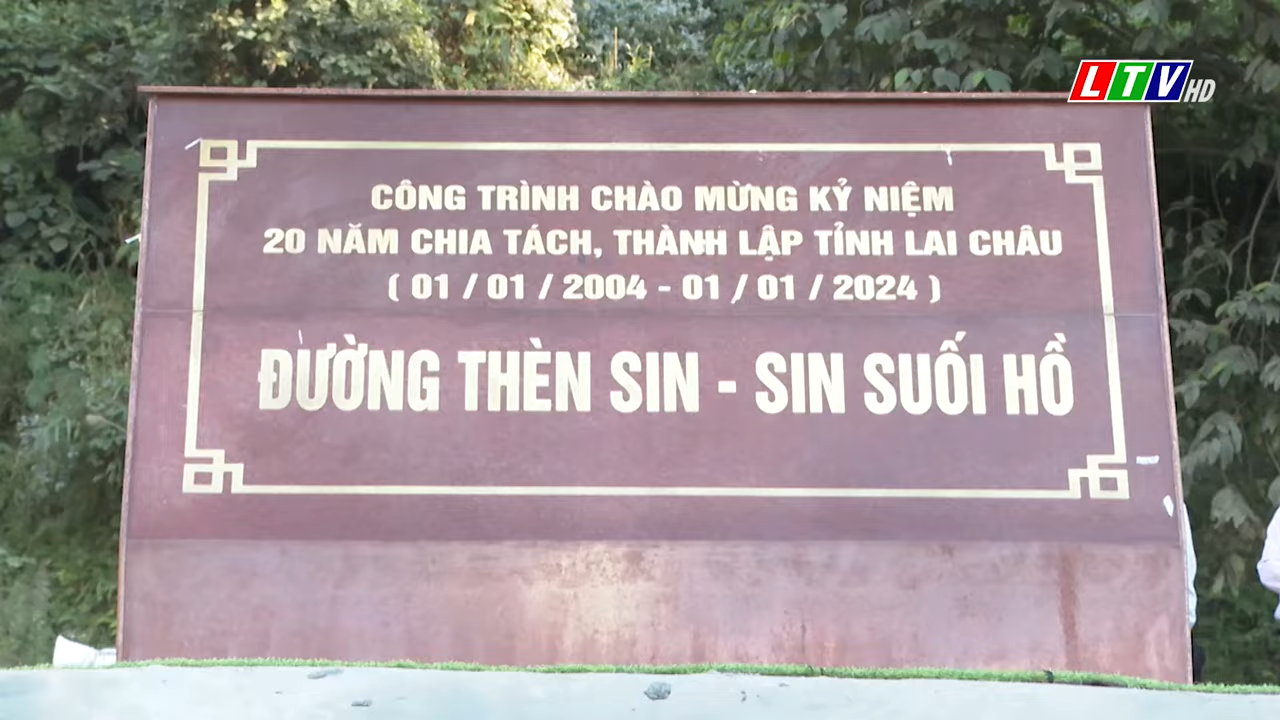 LTV HD
CÔNG TRÌNH CHÀO MỪNG KỶ NIỆM
20 NĂM CHIA TÁCH, THÀNH LẬP TỈNH LAI CHÂU
( 01 / 01 / 2004 - 01 / 01 / 2024 )
ĐƯỜNG THÈN SIN - SIN SUỐI HỒ